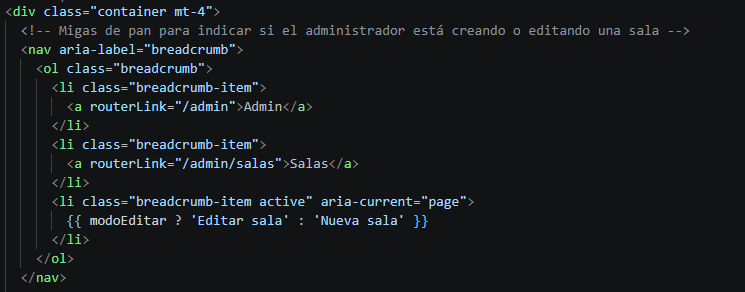 <div class="container mt-4">
<!-- Migas de pan para indicar si el administrador está creando o editando una sala -->
<nav aria-label="breadcrumb">
<ol class="breadcrumb">
<li class="breadcrumb-item">
<a routerLink="/admin">Admin</a>
</li>
<li class="breadcrumb-item">
<a routerLink="/admin/salas">Salas</a>
</li>
<li class="breadcrumb-item active" aria-current="page">
{{ modoEditar ? 'Editar sala' : 'Nueva sala' }}
</li>
</ol>
</nav>